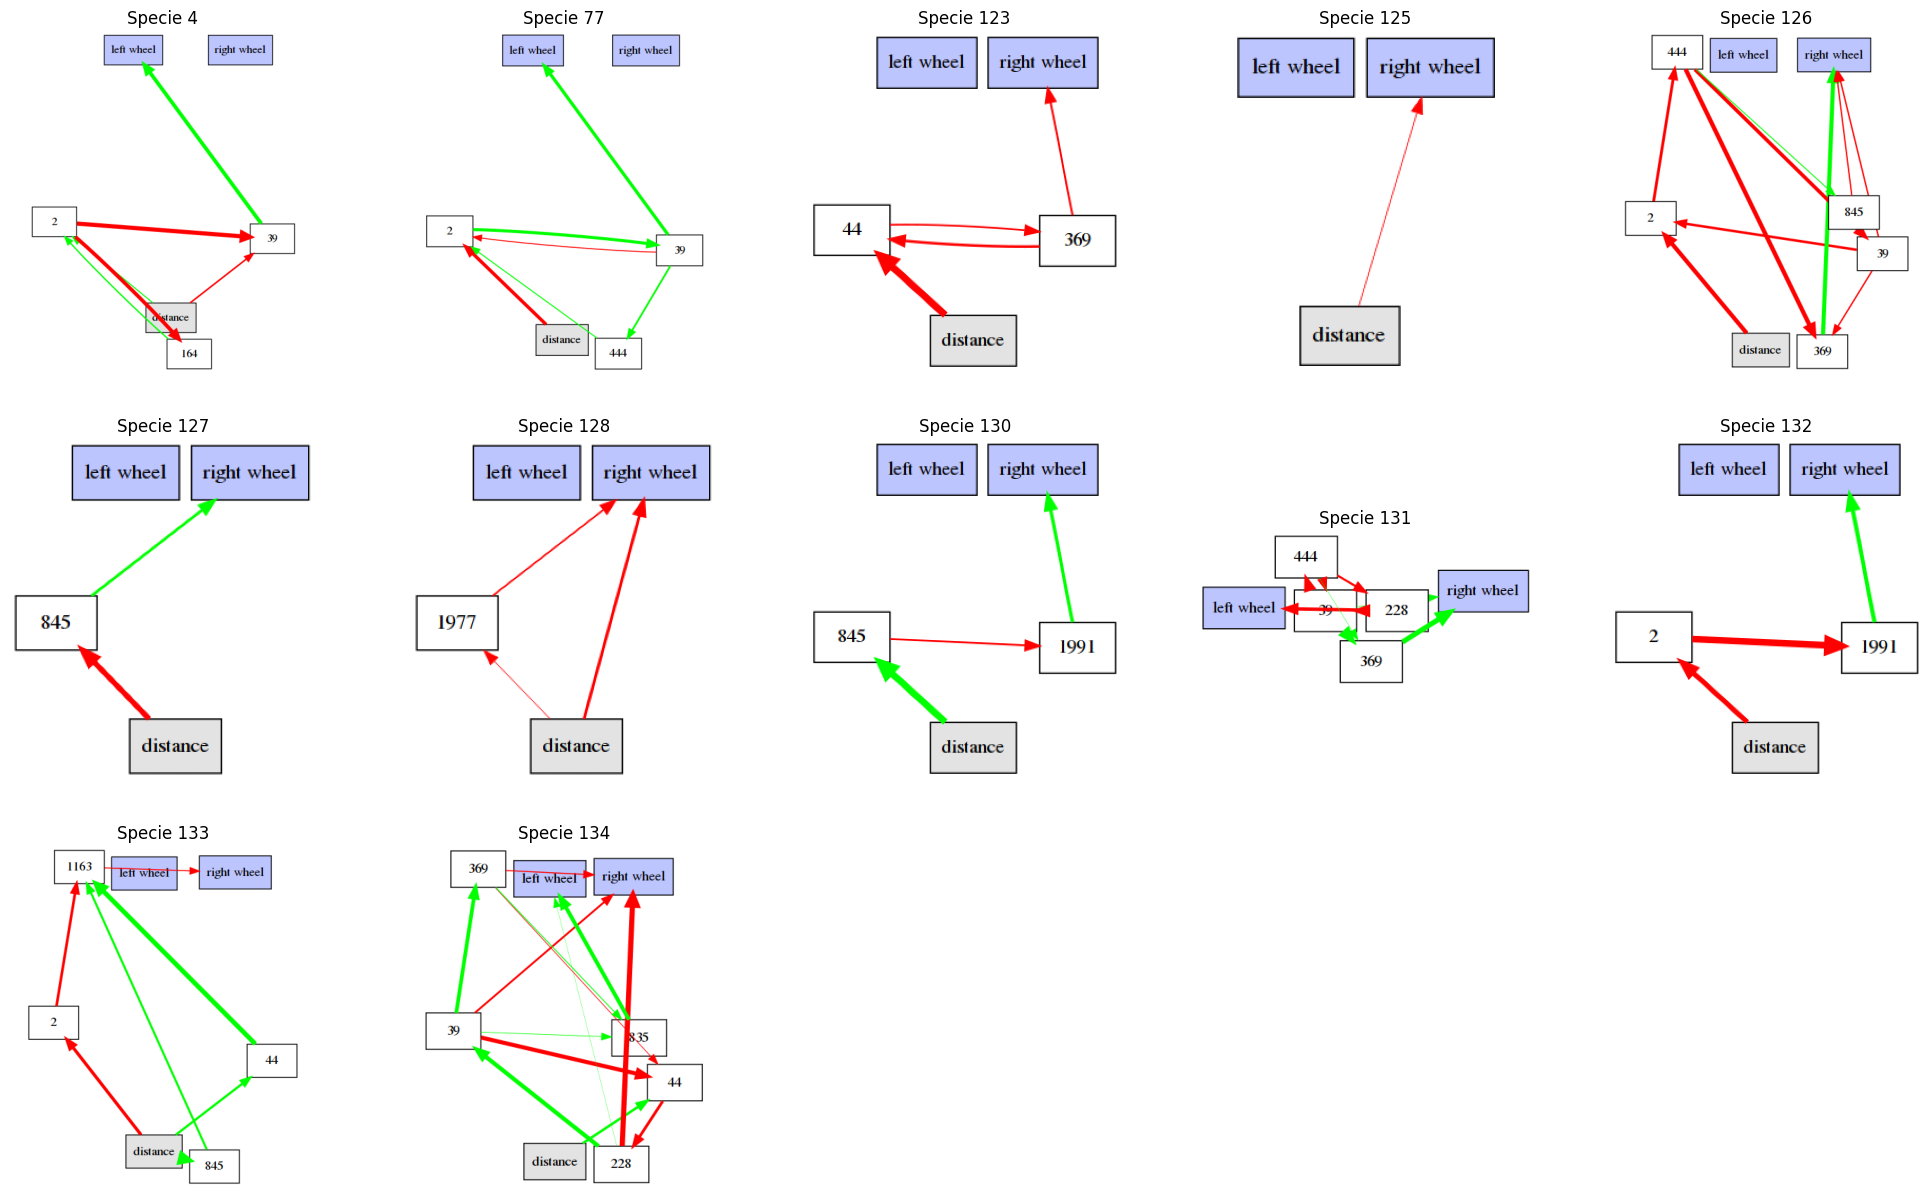 Specie 4
left wheel
right wheel
2
39
distance
164
Specie 77
left wheel
right wheel
2
39
distance
444
Specie 123
left wheel
right wheel
44
369
distance
Specie 125
left wheel
right wheel
distance
Specie 126
444
left wheel
right wheel
2
845
39
distance
369
Specie 127
left wheel
right wheel
845
distance
Specie 128
left wheel
right wheel
1977
distance
Specie 130
left wheel
right wheel
845
1991
distance
Specie 131
444
left wheel
39
228
right wheel
369
Specie 132
left wheel
right wheel
2
1991
distance
Specie 133
1163
left wheel
right wheel
2
44
distance
845
Specie 134
369
left wheel
right wheel
39
835
44
distance
228